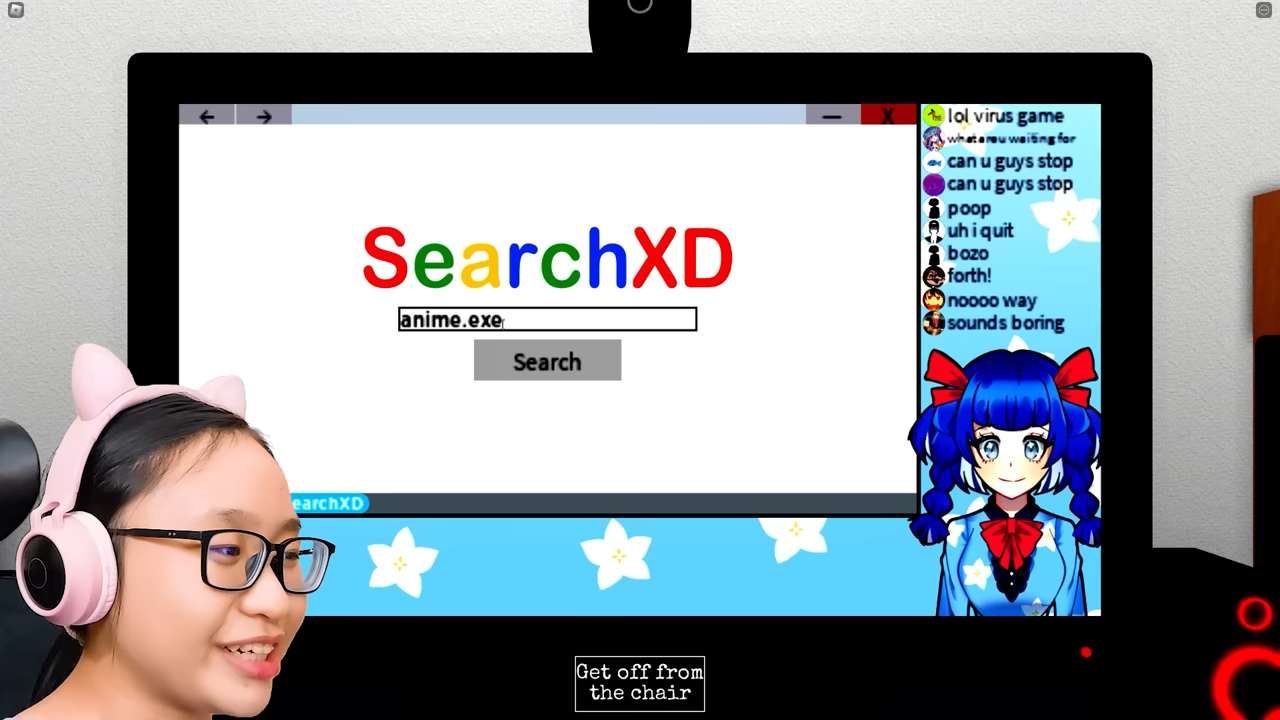 lol virus game
what are u waiting for
can u guys stop
can u guys stop
poop
uh i quit
bozo
forth!
noooo way
sounds boring
SearchXD
anime.exe
Search
earchXD
Get off from
the chair